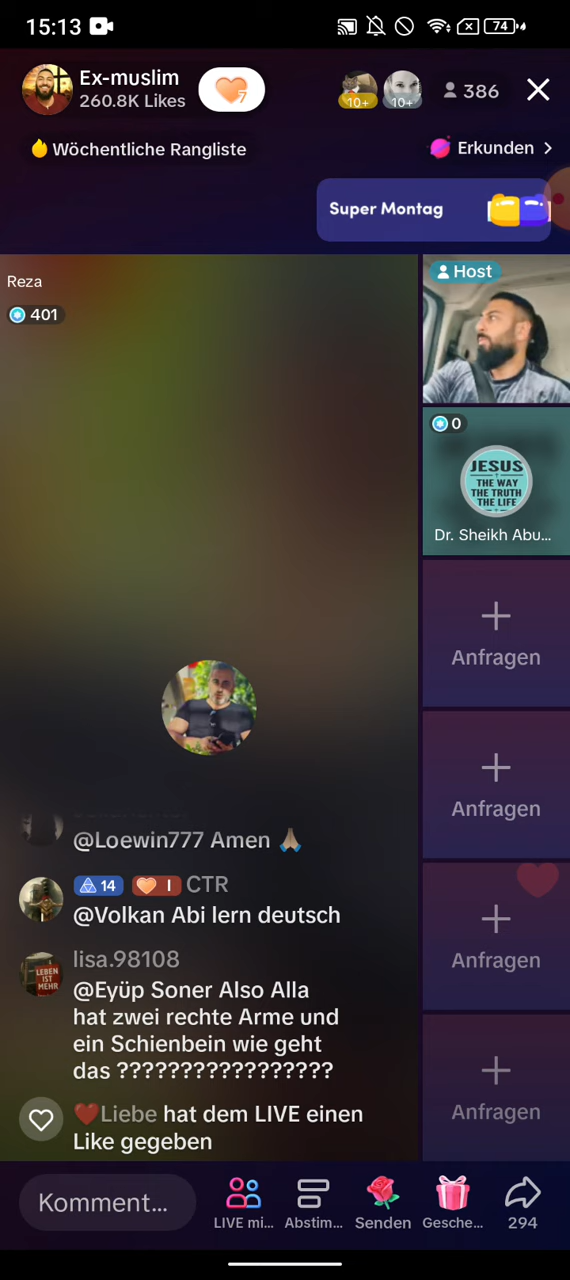 15:13
74
Ex-muslim
260.8K Likes
7
10+
10+
386
Wöchentliche Rangliste
Erkunden
Super Montag
Reza
401
Host
0
JESUS
THE WAY
THE TRUTH
THE LIFE
Dr. Sheikh Abu...
Anfragen
Anfragen
Anfragen
Anfragen
@Loewin777 Amen 🙏🏼
14 I CTR
@Volkan Abi lern deutsch
lisa.98108
LEBEN
IST
MEHR
@Eyüp Soner Also Alla
hat zwei rechte Arme und
ein Schienbein wie geht
das ?????????????????
❤️Liebe hat dem LIVE einen
Like gegeben
Komment...
LIVE mi...
Abstim...
Senden
Gesche...
294